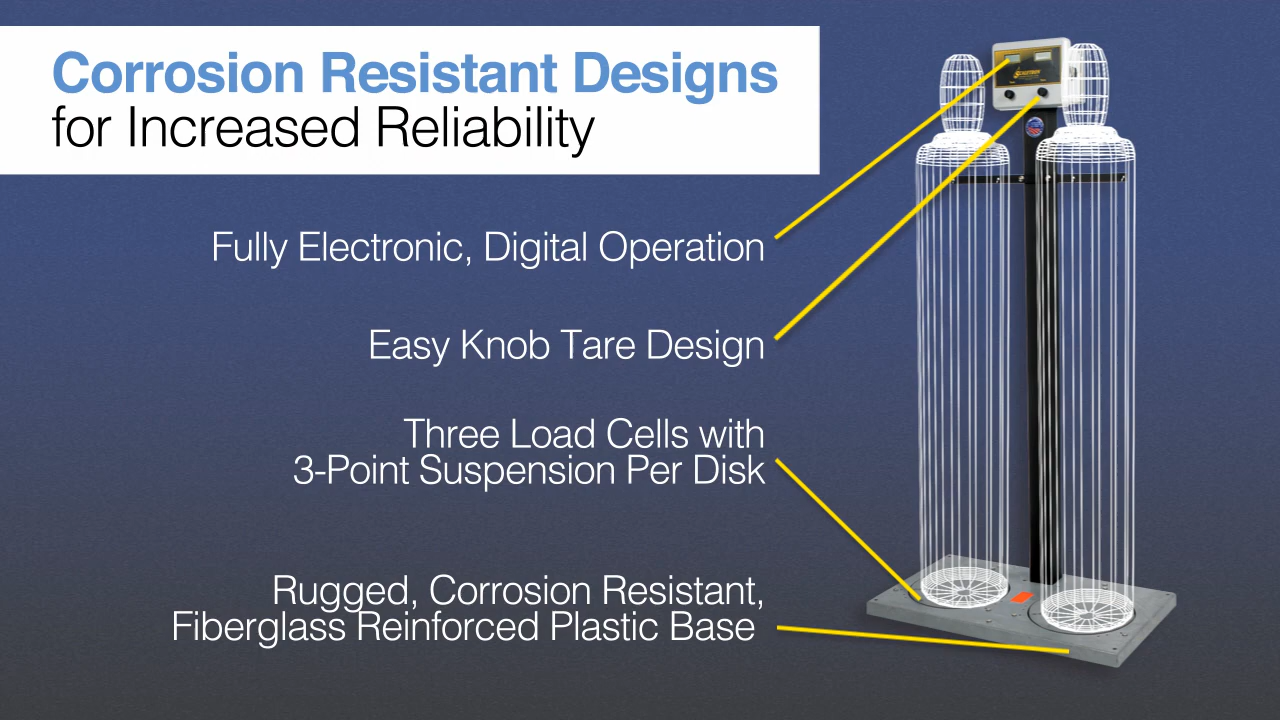 Corrosion Resistant Designs
for Increased Reliability
Fully Electronic, Digital Operation
Easy Knob Tare Design
Three Load Cells with
3-Point Suspension Per Disk
Rugged, Corrosion Resistant,
Fiberglass Reinforced Plastic Base